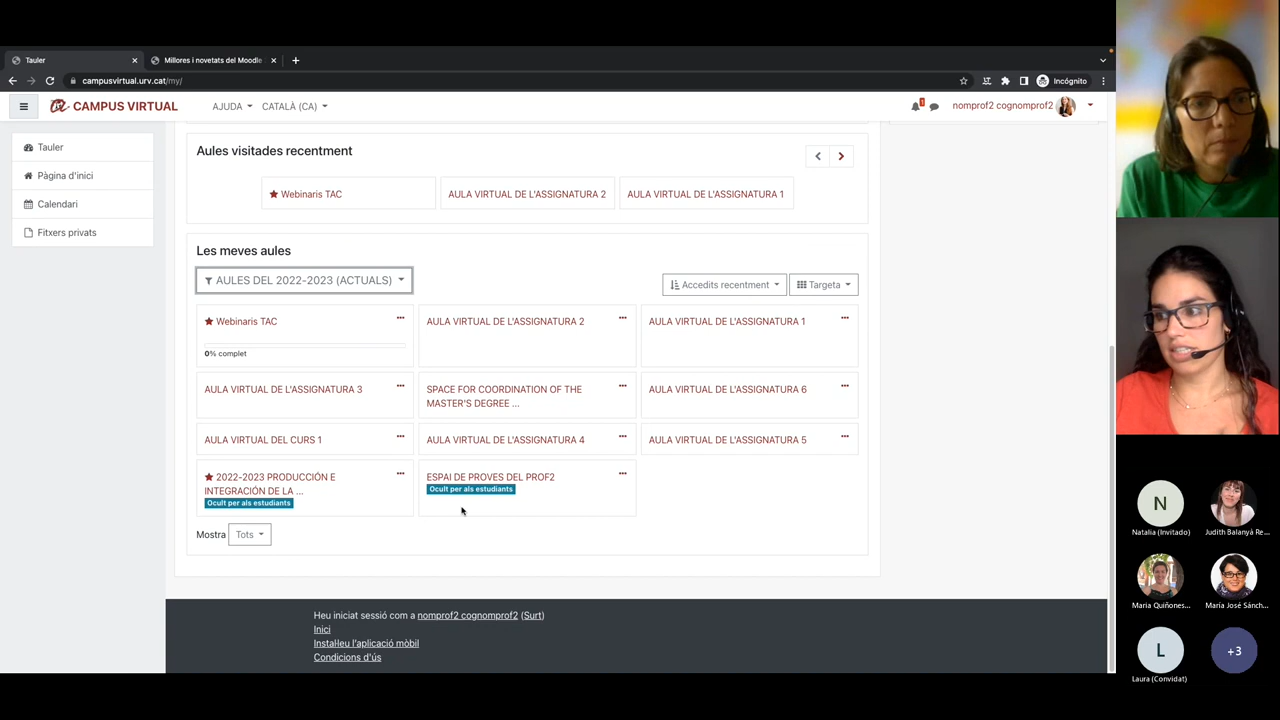 Tauler
Millores i novetats del Moodle
campusvirtual.urv.cat/my/
Incógnito
CAMPUS VIRTUAL
AJUDA
CATALÀ (CA)
1
nomprof2 cognomprof2
Tauler
Pàgina d'inici
Calendari
Fitxers privats
Aules visitades recentment
Webinaris TAC
AULA VIRTUAL DE L'ASSIGNATURA 2
AULA VIRTUAL DE L'ASSIGNATURA 1
Les meves aules
AULES DEL 2022-2023 (ACTUALS)
Accedits recentment
Targeta
Webinaris TAC
0% complet
AULA VIRTUAL DE L'ASSIGNATURA 2
AULA VIRTUAL DE L'ASSIGNATURA 1
AULA VIRTUAL DE L'ASSIGNATURA 3
SPACE FOR COORDINATION OF THE
MASTER'S DEGREE ...
AULA VIRTUAL DE L'ASSIGNATURA 6
AULA VIRTUAL DEL CURS 1
AULA VIRTUAL DE L'ASSIGNATURA 4
AULA VIRTUAL DE L'ASSIGNATURA 5
2022-2023 PRODUCCIÓN E
INTEGRACIÓN DE LA ...
Ocult per als estudiants
ESPAI DE PROVES DEL PROF2
Ocult per als estudiants
Mostra
Tots
Heu iniciat sessió com a nomprof2 cognomprof2 (Surt)
Inici
Instal·leu l'aplicació mòbil
Condicions d'ús
N
Natalia (Invitado)
Judith Balanyà Re...
Maria Quiñones...
María José Sánch...
L
Laura (Convidat)
+3